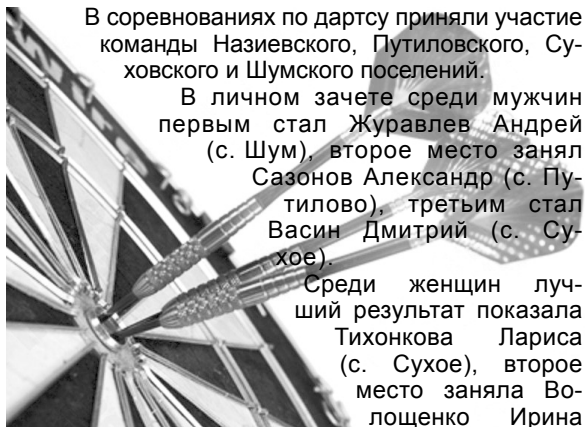 В соревнованиях по дартсу приняли участие
команды Назиевского, Путиловского, Су-
ховского и Шумского поселений.
В личном зачете среди мужчин
первым стал Журавлев Андрей
(с. Шум), второе место занял
Сазонов Александр (с. Пу-
тилово), третьим стал
Васин Дмитрий (с. Су-
хое).
Среди женщин луч-
ший результат показала
Тихонкова Лариса
(с. Сухое), второе
место заняла Во-
лощенко Ирина